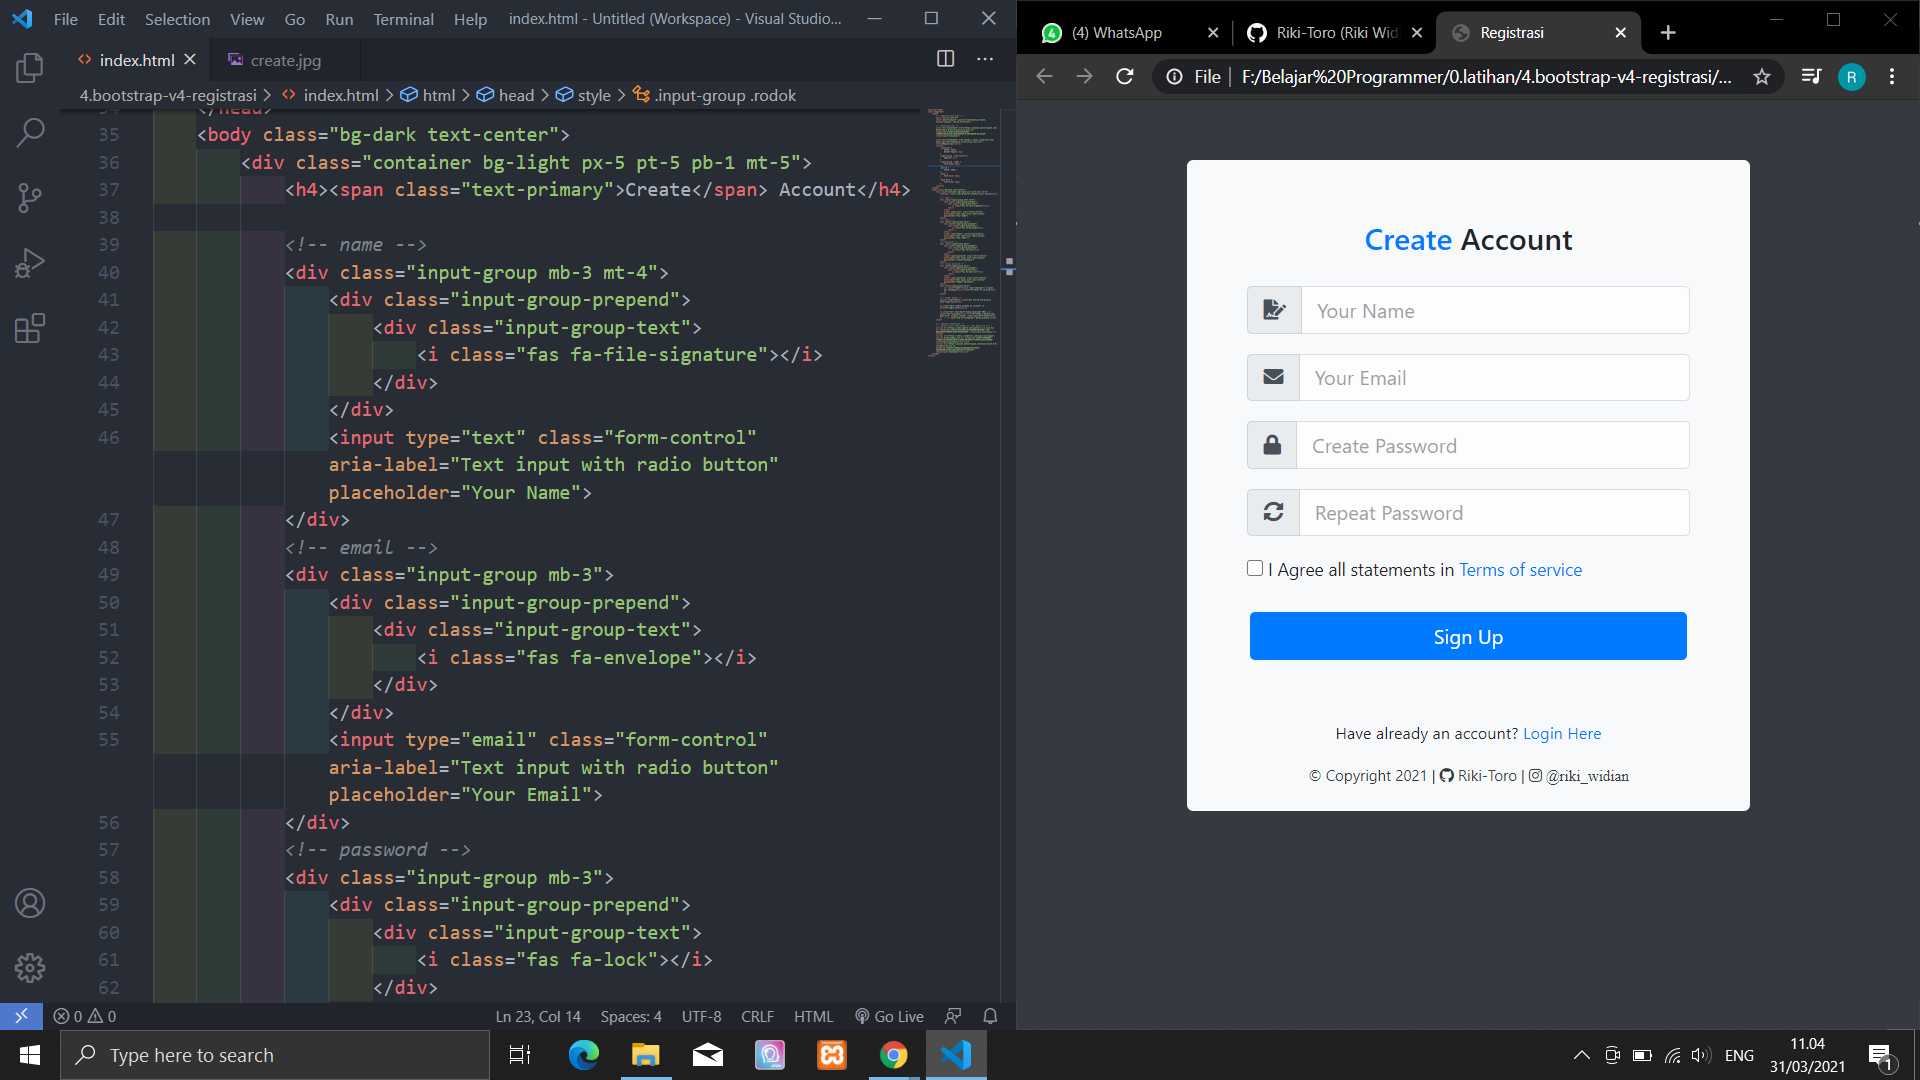 File Edit Selection View Go Run Terminal Help index.html - Untitled (Workspace) - Visual Studio...
index.html
create.jpg
4.bootstrap-v4-registrasi > index.html > html > head > style > .input-group .rodok
34 </head>
35 <body class="bg-dark text-center">
36 <div class="container bg-light px-5 pt-5 pb-1 mt-5">
37 <h4><span class="text-primary">Create</span> Account</h4>
38
39 <!-- name -->
40 <div class="input-group mb-3 mt-4">
41 <div class="input-group-prepend">
42 <div class="input-group-text">
43 <i class="fas fa-file-signature"></i>
44 </div>
45 </div>
46 <input type="text" class="form-control"
aria-label="Text input with radio button"
placeholder="Your Name">
47 </div>
48 <!-- email -->
49 <div class="input-group mb-3">
50 <div class="input-group-prepend">
51 <div class="input-group-text">
52 <i class="fas fa-envelope"></i>
53 </div>
54 </div>
55 <input type="email" class="form-control"
aria-label="Text input with radio button"
placeholder="Your Email">
56 </div>
57 <!-- password -->
58 <div class="input-group mb-3">
59 <div class="input-group-prepend">
60 <div class="input-group-text">
61 <i class="fas fa-lock"></i>
62 </div>
0 0
Ln 23, Col 14 Spaces: 4 UTF-8 CRLF HTML Go Live
4 (4) WhatsApp
Riki-Toro (Riki Wid
Registrasi
File | F:/Belajar%20Programmer/0.latihan/4.bootstrap-v4-registrasi/... R
Create Account
Your Name
Your Email
Create Password
Repeat Password
I Agree all statements in Terms of service
Sign Up
Have already an account? Login Here
© Copyright 2021 | Riki-Toro | @riki_widian
Type here to search
ENG
11.04
31/03/2021
1